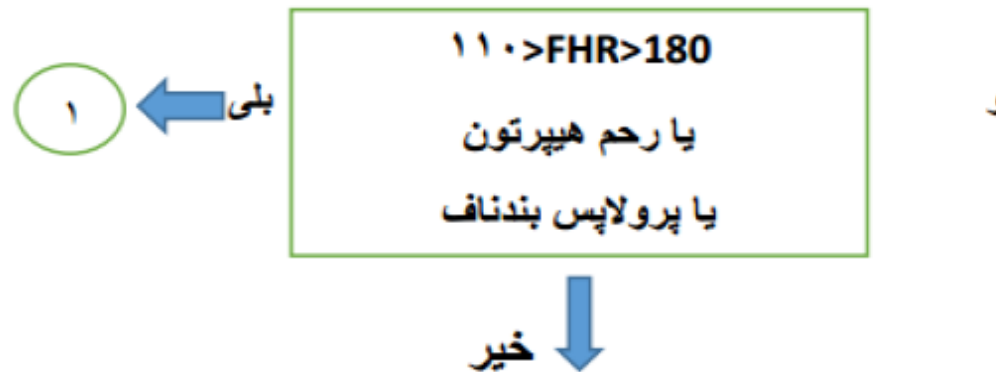 ۱۱۰>FHR>180
یا رحم هیپرتون
یا پرولاپس بندناف
بلی
۱
خیر